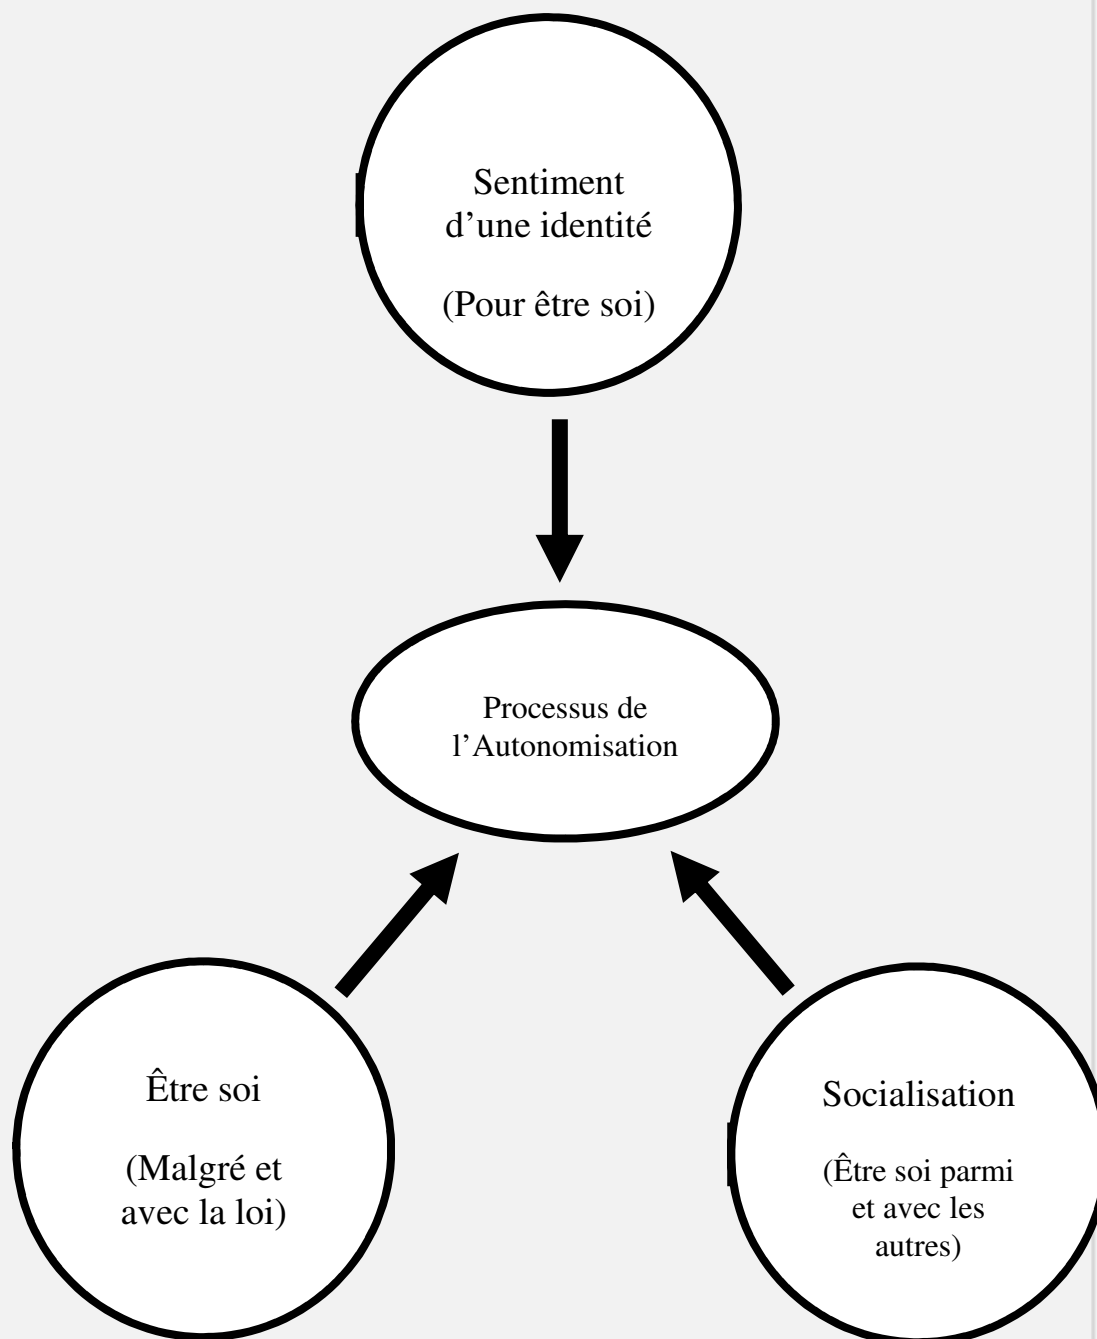 Sentiment
d’une identité
(Pour être soi)
Processus de
l’Autonomisation
Être soi
(Malgré et
avec la loi)
Socialisation
(Être soi parmi
et avec les
autres)